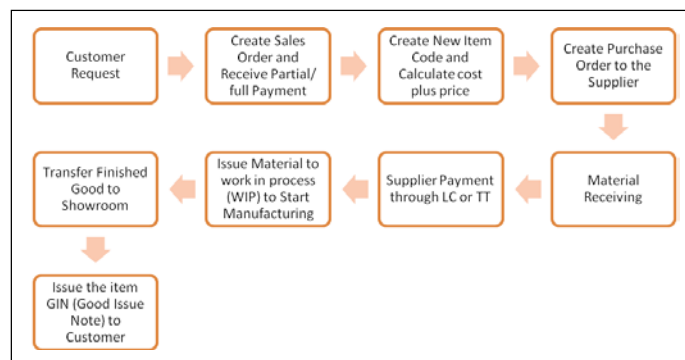 Customer
Request
Create Sales
Order and
Receive Partial/
full Payment
Create New Item
Code and
Calculate cost
plus price
Create Purchase
Order to the
Supplier
Material
Receiving
Supplier Payment
through LC or TT
Issue Material to
work in process
(WIP) to Start
Manufacturing
Transfer Finished
Good to
Showroom
Issue the item
GIN (Good Issue
Note) to
Customer